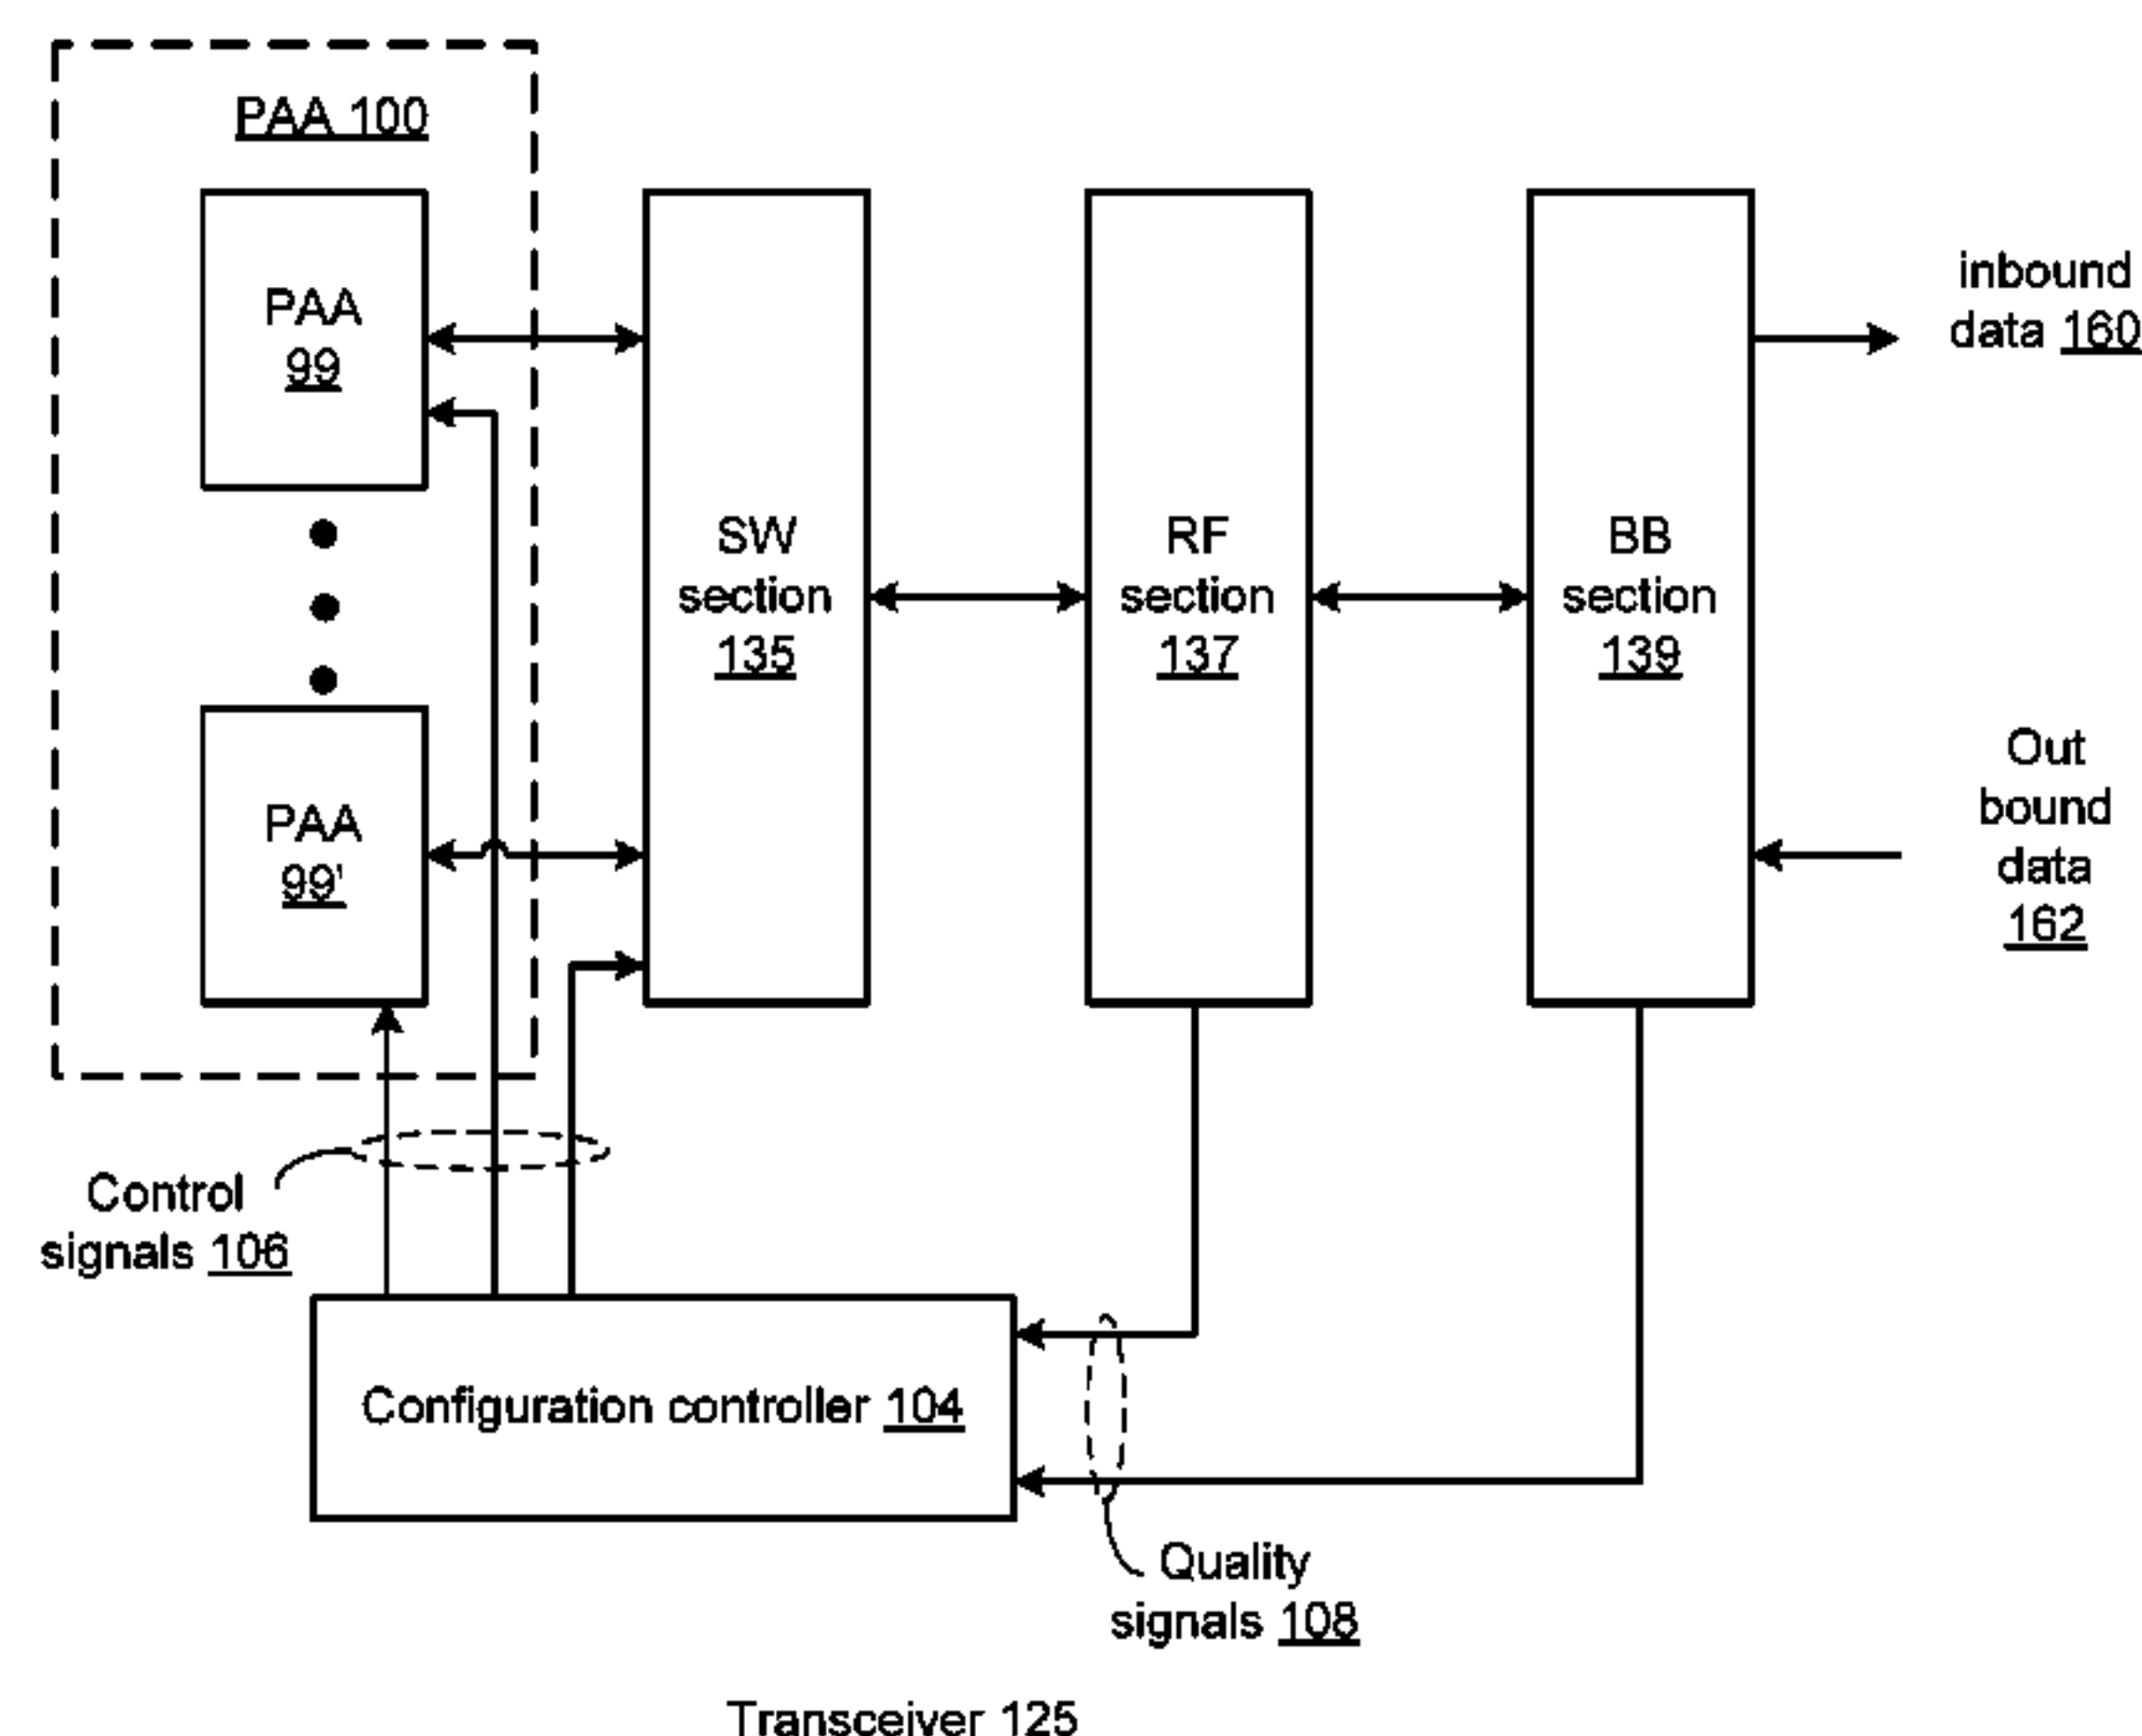 PAA 100
PAA
99
PAA
99'
SW
section
135
RF
section
137
BB
section
139
inbound
data 160
Out
bound
data
162
Control
signals 106
Configuration controller 104
Quality
signals 108
Transceiver 125